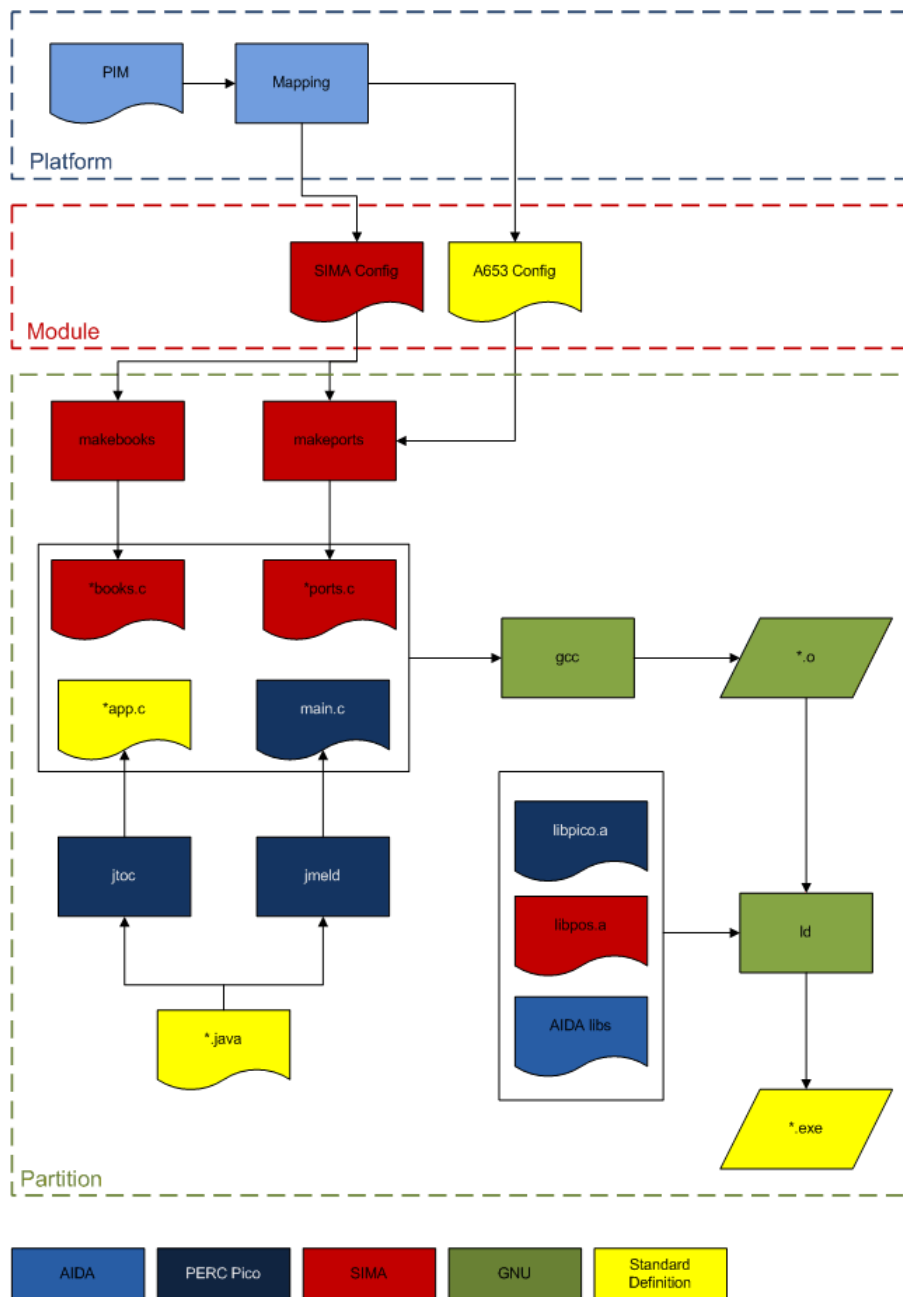 PIM
Mapping
Platform
SIMA Config
A653 Config
Module
makebooks
makeports
*books.c
*ports.c
gcc
*.o
*app.c
main.c
libpico.a
jtoc
jmeld
libpos.a
ld
AIDA libs
*.java
*.exe
Partition
AIDA
PERC Pico
SIMA
GNU
Standard
Definition